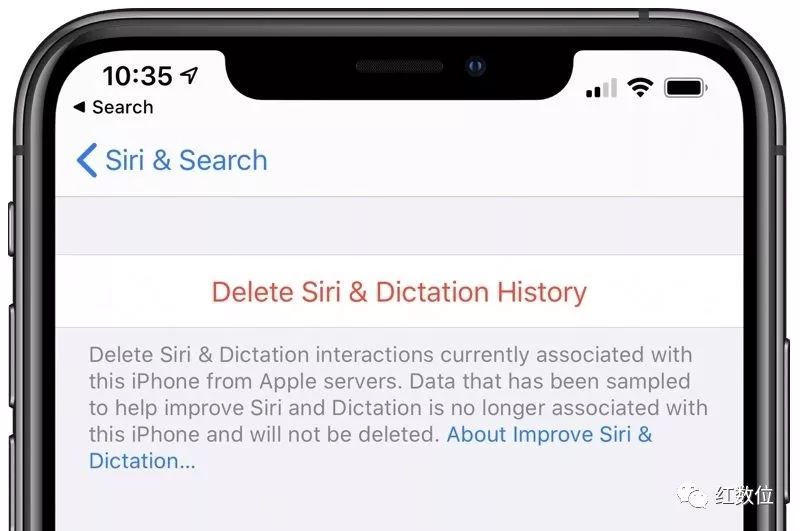 10:35
◀ Search
Siri & Search
Delete Siri & Dictation History
Delete Siri & Dictation interactions currently associated with
this iPhone from Apple servers. Data that has been sampled
to help improve Siri and Dictation is no longer associated with
this iPhone and will not be deleted. About Improve Siri &
Dictation...
红数位